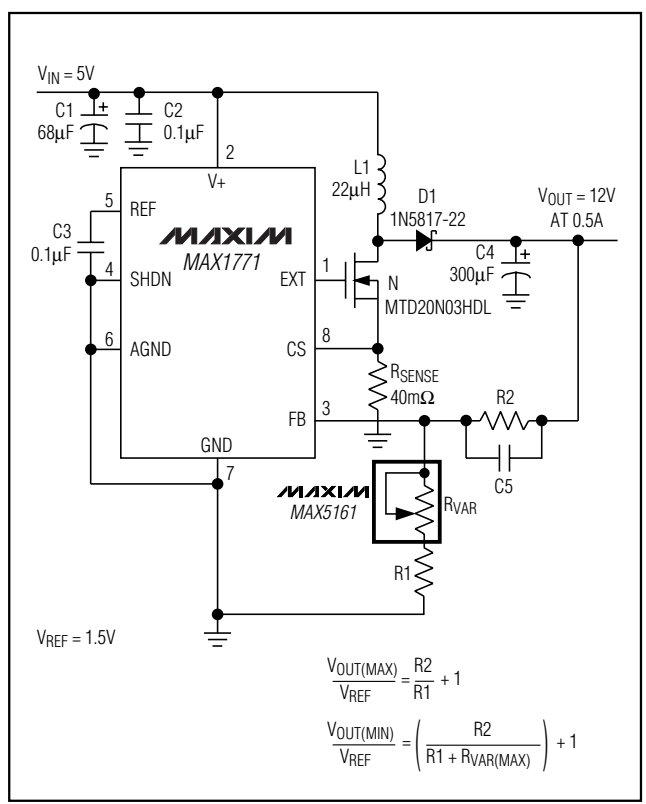 V_IN = 5V
C1
68µF
+
C2
0.1µF
2
V+
L1
22µH
D1
1N5817-22
V_OUT = 12V
AT 0.5A
5
REF
C3
0.1µF
MAXIM
MAX1771
4
SHDN
EXT
1
N
MTD20N03HDL
C4
300µF
+
6
AGND
CS
8
R_SENSE
40mΩ
FB
3
R2
C5
GND
7
MAXIM
MAX5161
R_VAR
R1
V_REF = 1.5V
V_OUT(MAX) / V_REF = R2 / R1 + 1
V_OUT(MIN) / V_REF = ( R2 / R1 + R_VAR(MAX) ) + 1